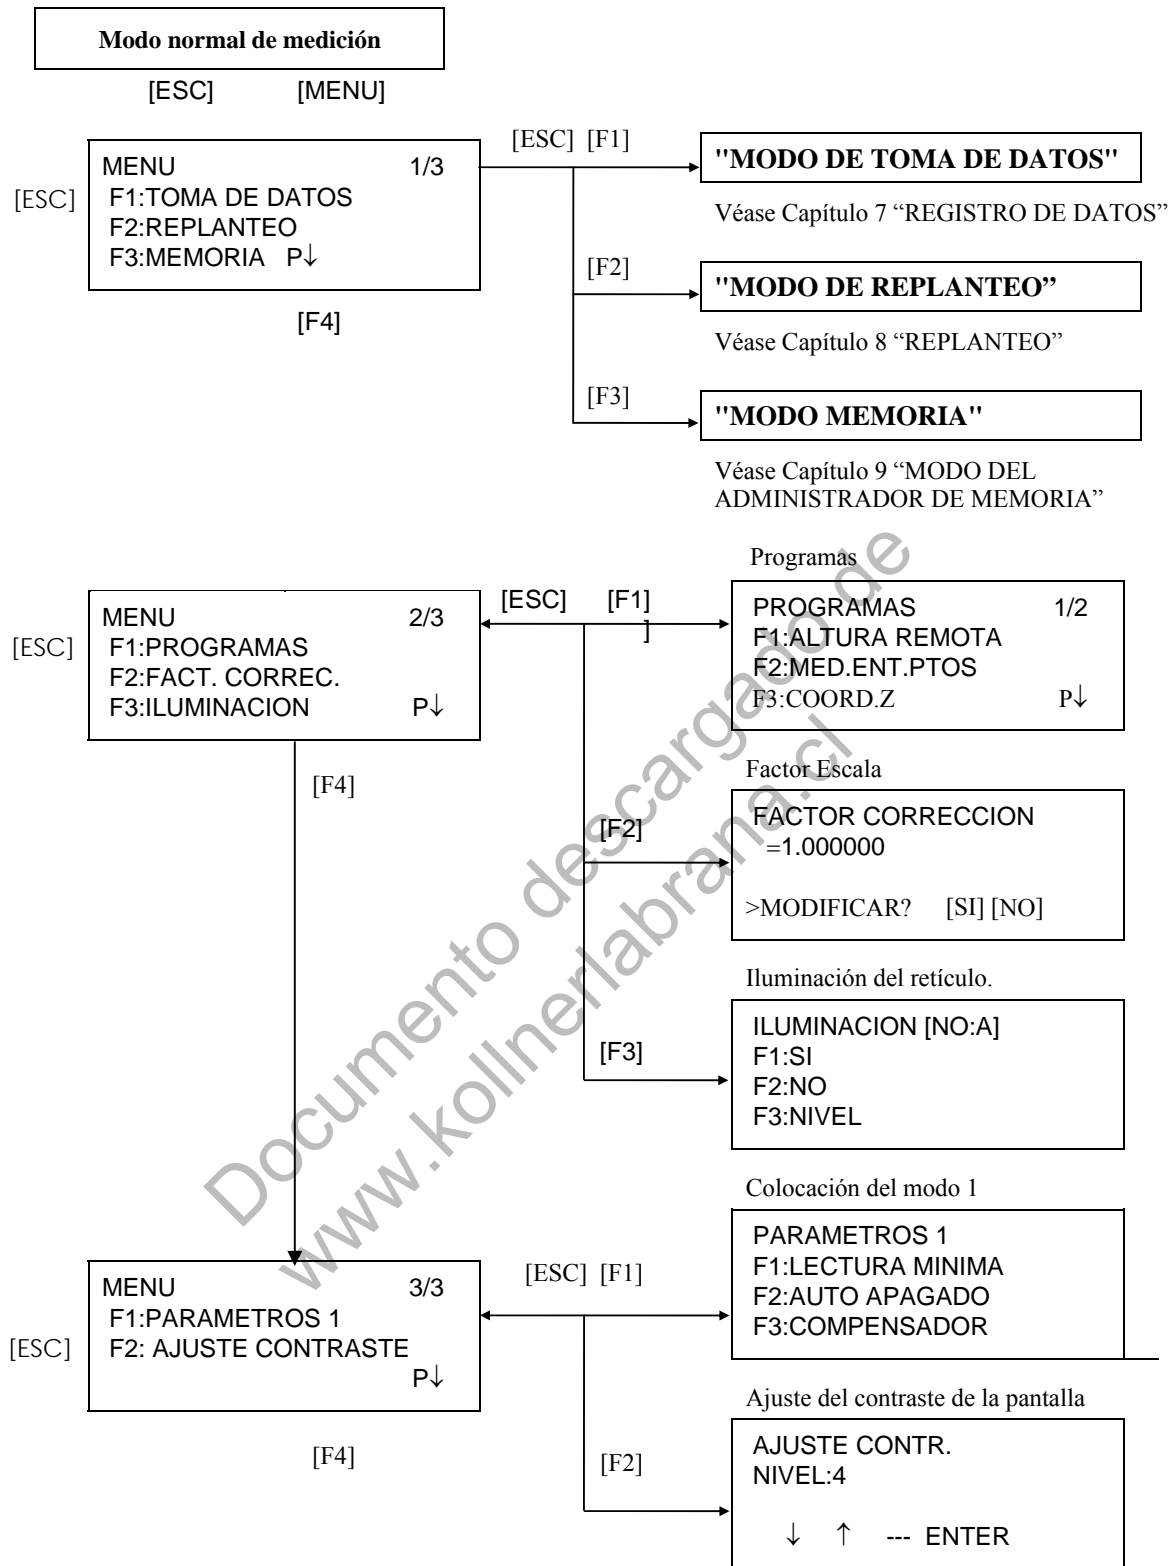 Modo normal de medición
[ESC] [MENU]
[ESC] [F1]
MENU 1/3
F1:TOMA DE DATOS
F2:REPLANTEO
F3:MEMORIA P↓
[ESC]
[F4]
"MODO DE TOMA DE DATOS"
Véase Capítulo 7 “REGISTRO DE DATOS”
[F2]
"MODO DE REPLANTEO”
Véase Capítulo 8 “REPLANTEO”
[F3]
"MODO MEMORIA"
Véase Capítulo 9 “MODO DEL
ADMINISTRADOR DE MEMORIA”
Programas
[ESC] [F1]
]
MENU 2/3
F1:PROGRAMAS
F2:FACT. CORREC.
F3:ILUMINACION P↓
[ESC]
PROGRAMAS 1/2
F1:ALTURA REMOTA
F2:MED.ENT.PTOS
F3:COORD.Z P↓
[F4]
Factor Escala
[F2]
FACTOR CORRECCION
=1.000000
>MODIFICAR? [SI] [NO]
Iluminación del retículo.
[F3]
ILUMINACION [NO:A]
F1:SI
F2:NO
F3:NIVEL
Documento descargado de
www.kollnerlabrana.cl
Colocación del modo 1
[ESC] [F1]
MENU 3/3
F1:PARAMETROS 1
F2: AJUSTE CONTRASTE
P↓
[ESC]
PARAMETROS 1
F1:LECTURA MINIMA
F2:AUTO APAGADO
F3:COMPENSADOR
[F4]
Ajuste del contraste de la pantalla
[F2]
AJUSTE CONTR.
NIVEL:4
↓ ↑ --- ENTER